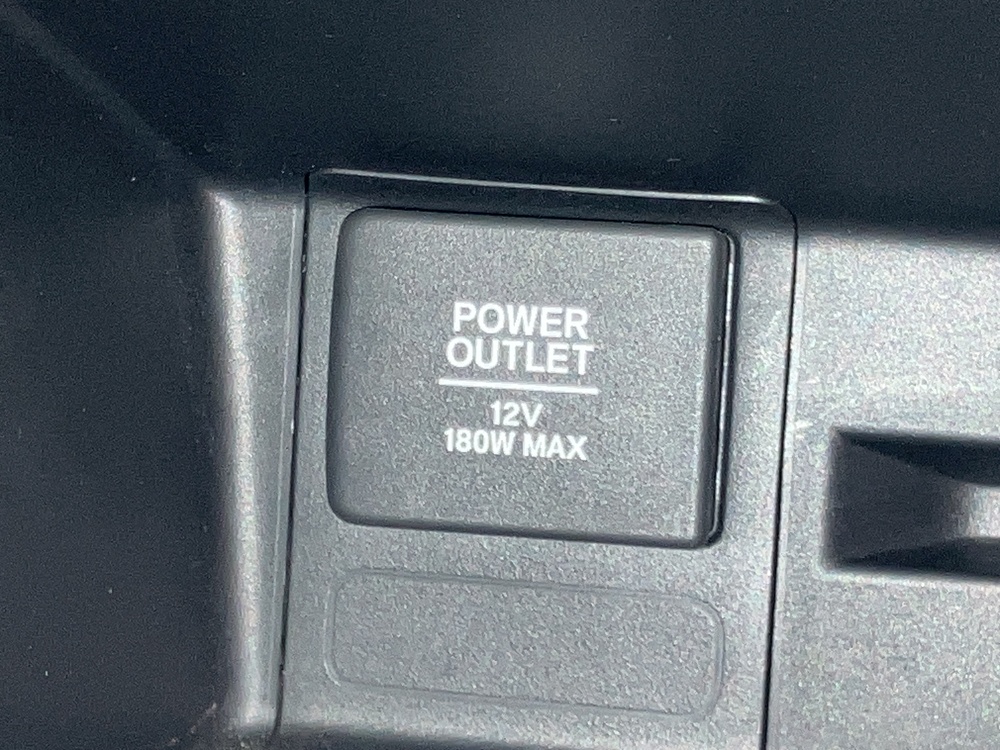 POWER
OUTLET
12V
180W MAX